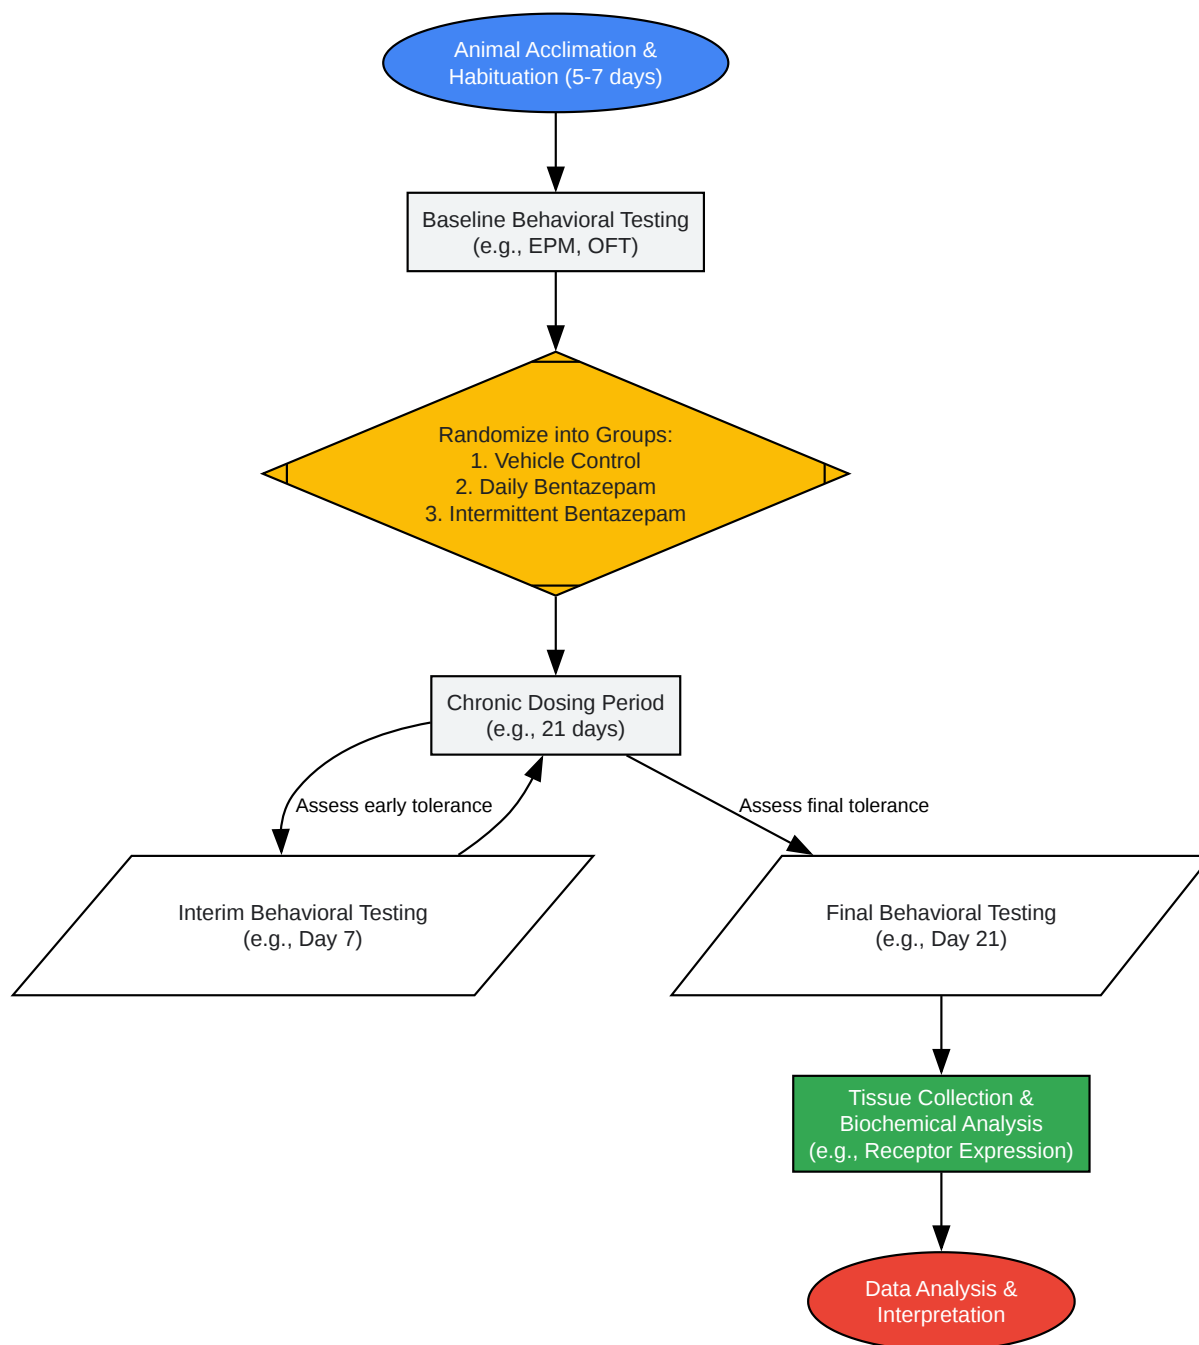 Animal Acclimation &
Habituation (5-7 days)
Baseline Behavioral Testing
(e.g., EPM, OFT)
Randomize into Groups:
1. Vehicle Control
2. Daily Bentazepam
3. Intermittent Bentazepam
Chronic Dosing Period
(e.g., 21 days)
Assess early tolerance
Assess final tolerance
Interim Behavioral Testing
(e.g., Day 7)
Final Behavioral Testing
(e.g., Day 21)
Tissue Collection &
Biochemical Analysis
(e.g., Receptor Expression)
Data Analysis &
Interpretation